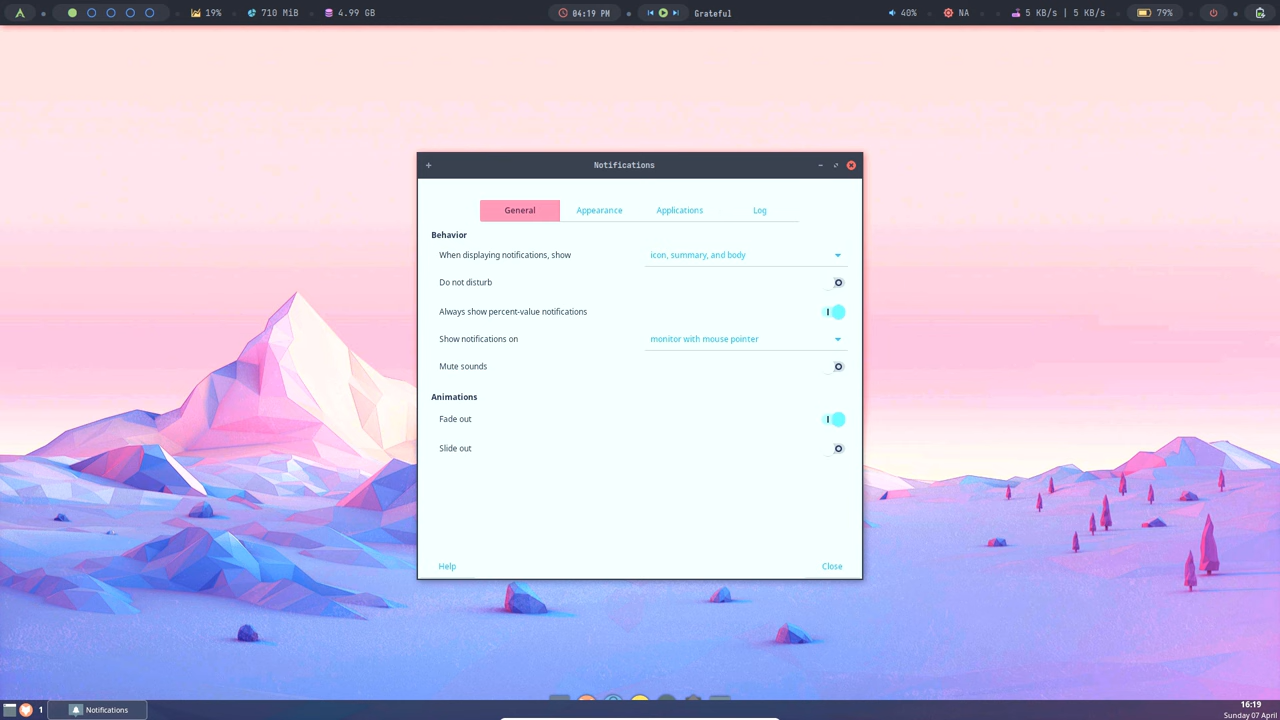 19% 710 MiB 4.99 GB 04:19 PM Grateful 40% NA 5 KB/s | 5 KB/s 79%
Notifications
General Appearance Applications Log
Behavior
When displaying notifications, show icon, summary, and body
Do not disturb
Always show percent-value notifications
Show notifications on monitor with mouse pointer
Mute sounds
Animations
Fade out
Slide out
Help Close
1 Notifications 16:19
Sunday 07 April